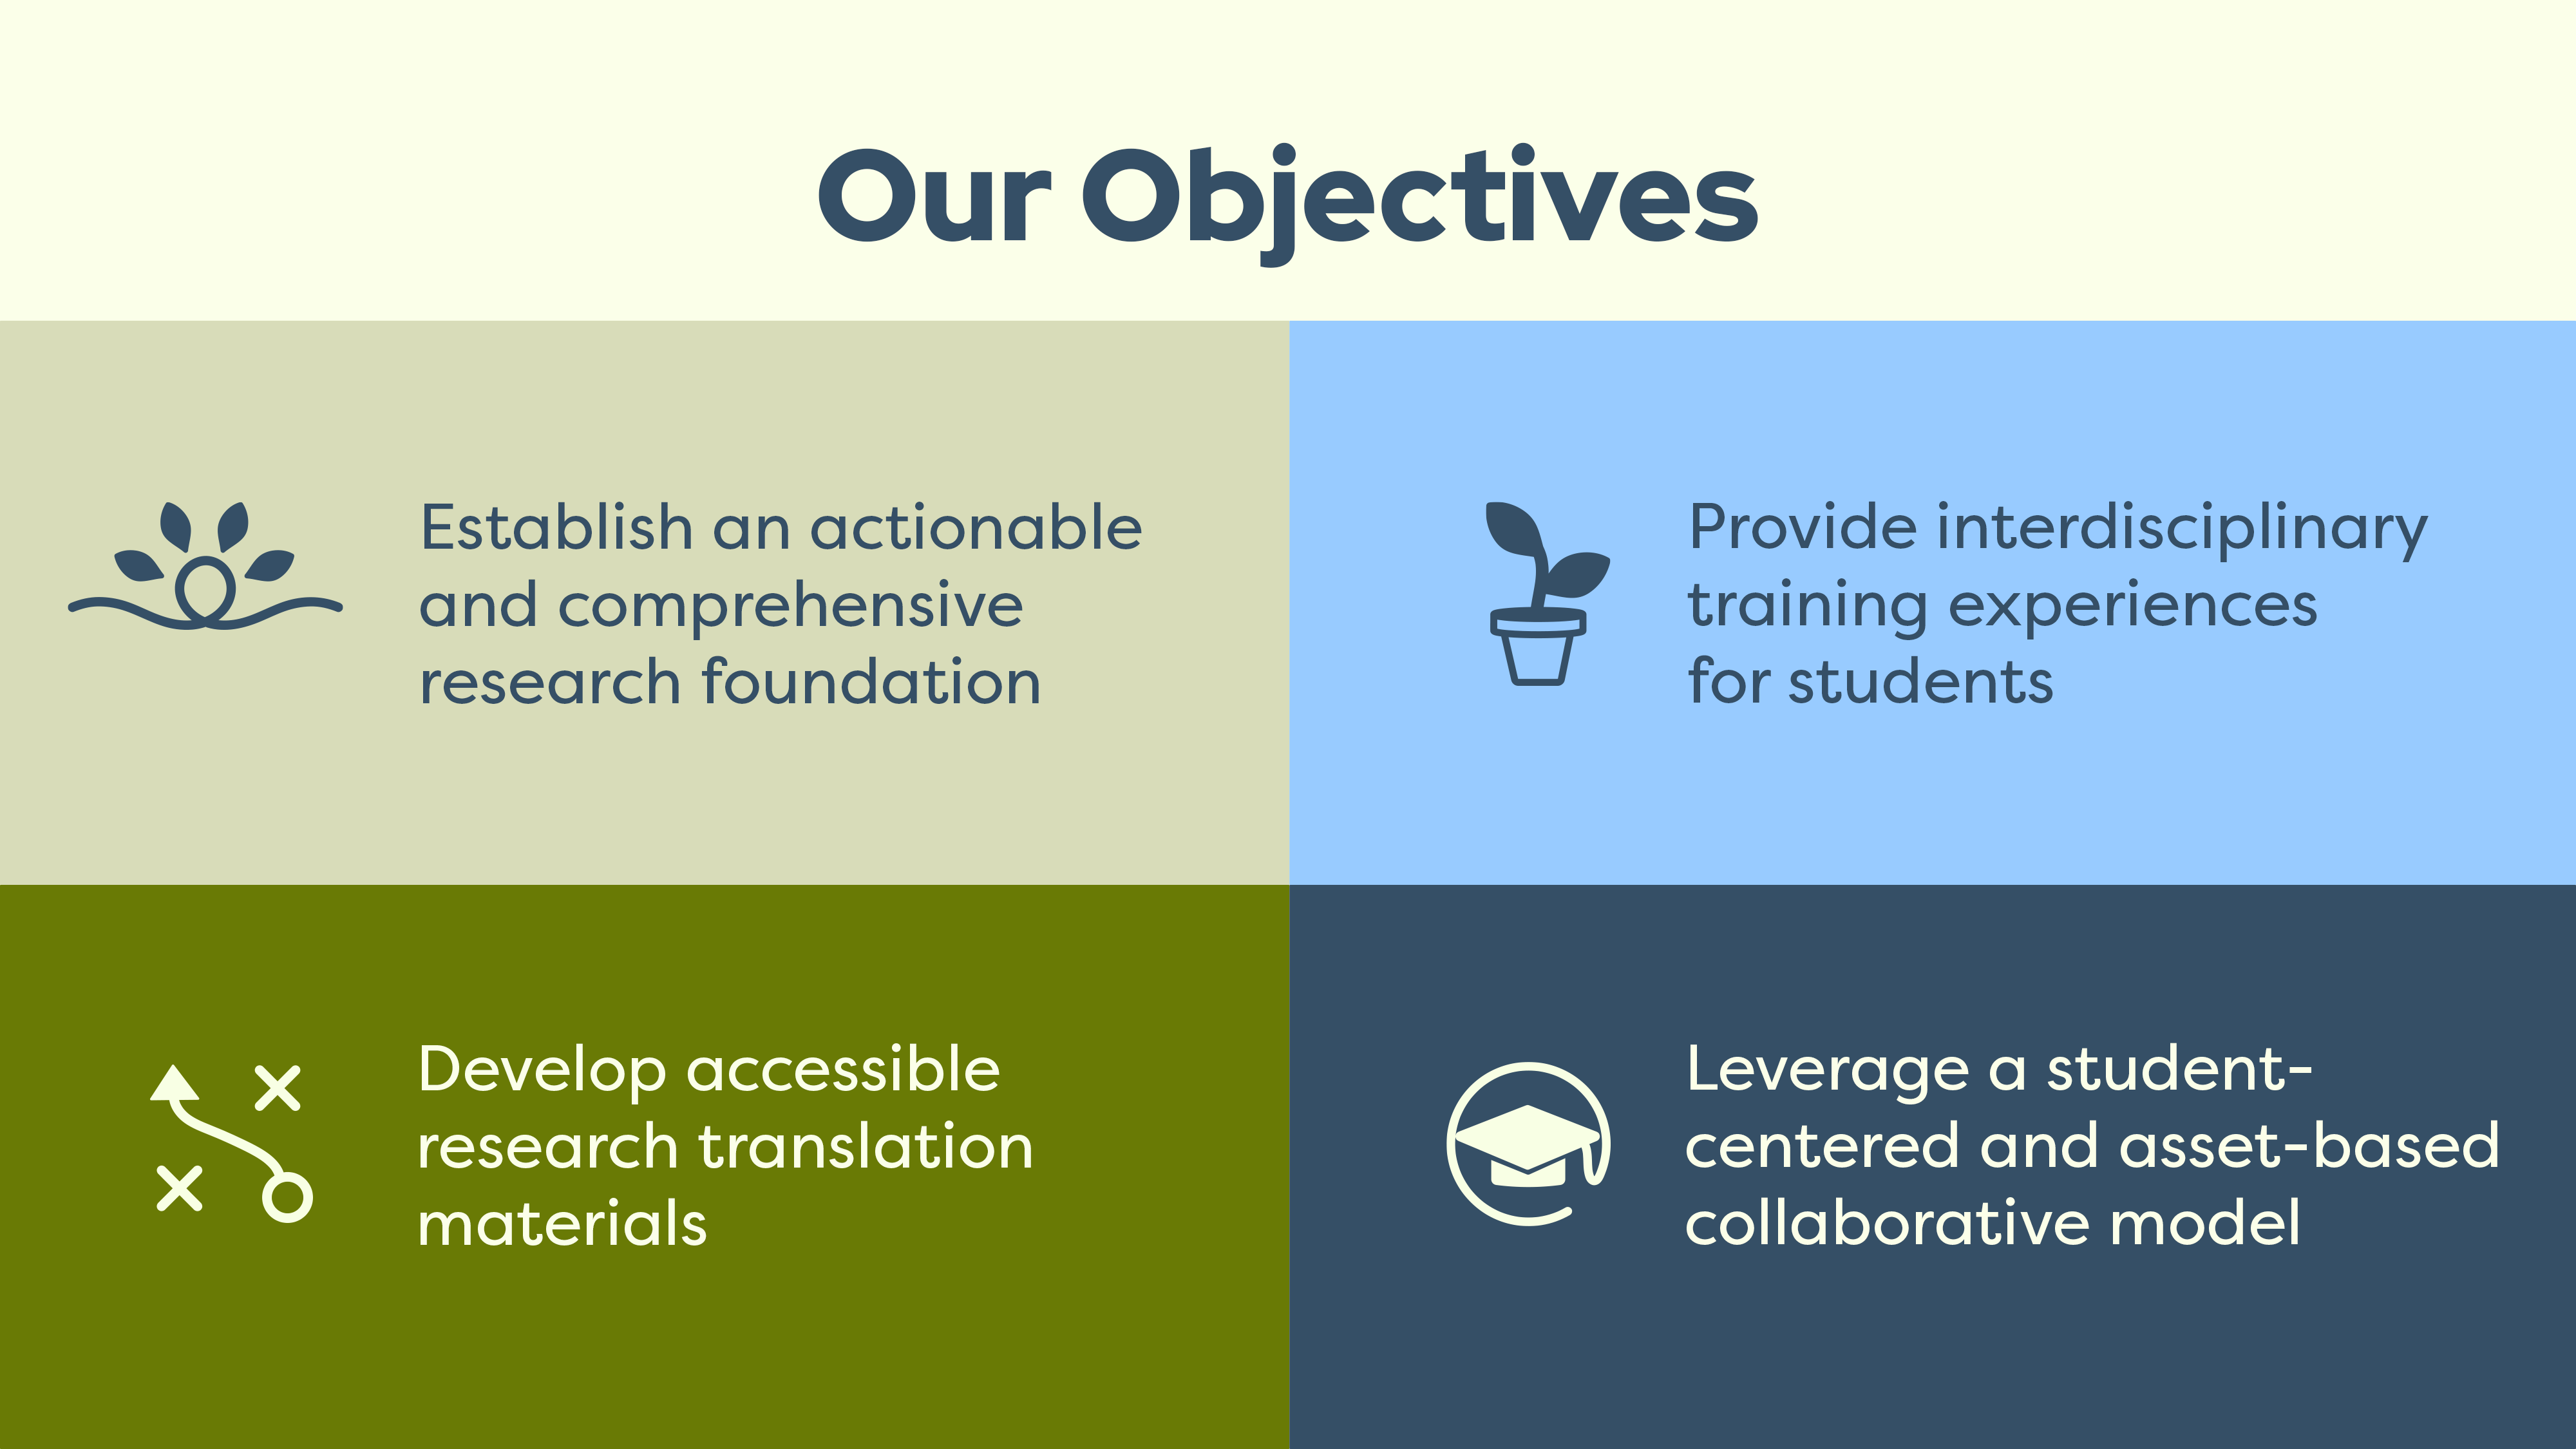 Our Objectives
Establish an actionable
and comprehensive
research foundation
Provide interdisciplinary
training experiences
for students
Develop accessible
research translation
materials
Leverage a student-
centered and asset-based
collaborative model